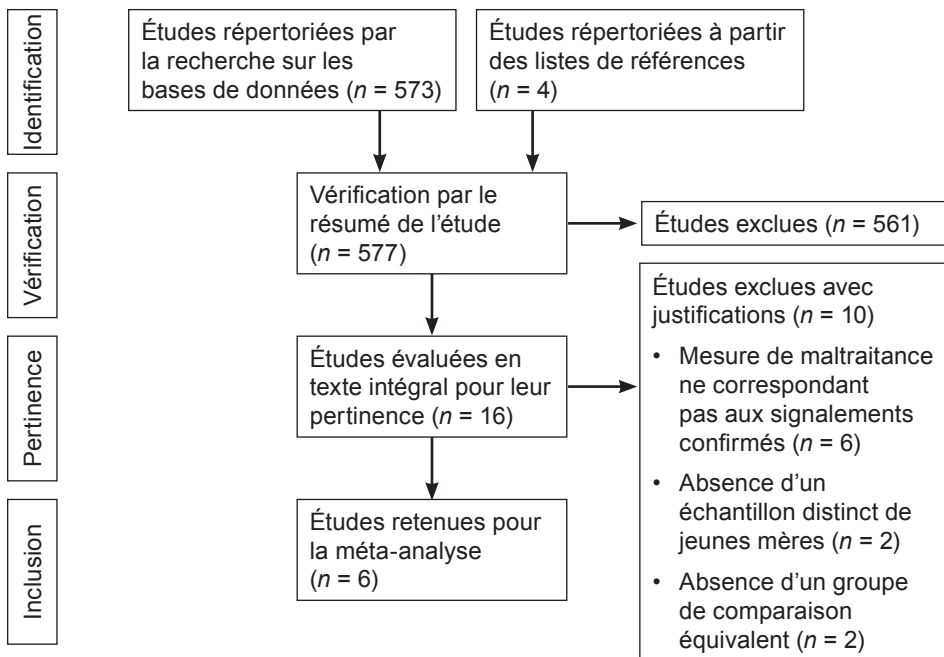 Identification
Études répertoriées par
la recherche sur les
bases de données (n = 573)
Études répertoriées à partir
des listes de références
(n = 4)
Vérification
Vérification par le
résumé de l’étude
(n = 577)
Études exclues (n = 561)
Pertinence
Études évaluées en
texte intégral pour leur
pertinence (n = 16)
Études exclues avec
justifications (n = 10)
• Mesure de maltraitance
ne correspondant
pas aux signalements
confirmés (n = 6)
• Absence d’un
échantillon distinct de
jeunes mères (n = 2)
• Absence d’un groupe
de comparaison
équivalent (n = 2)
Inclusion
Études retenues pour
la méta-analyse
(n = 6)